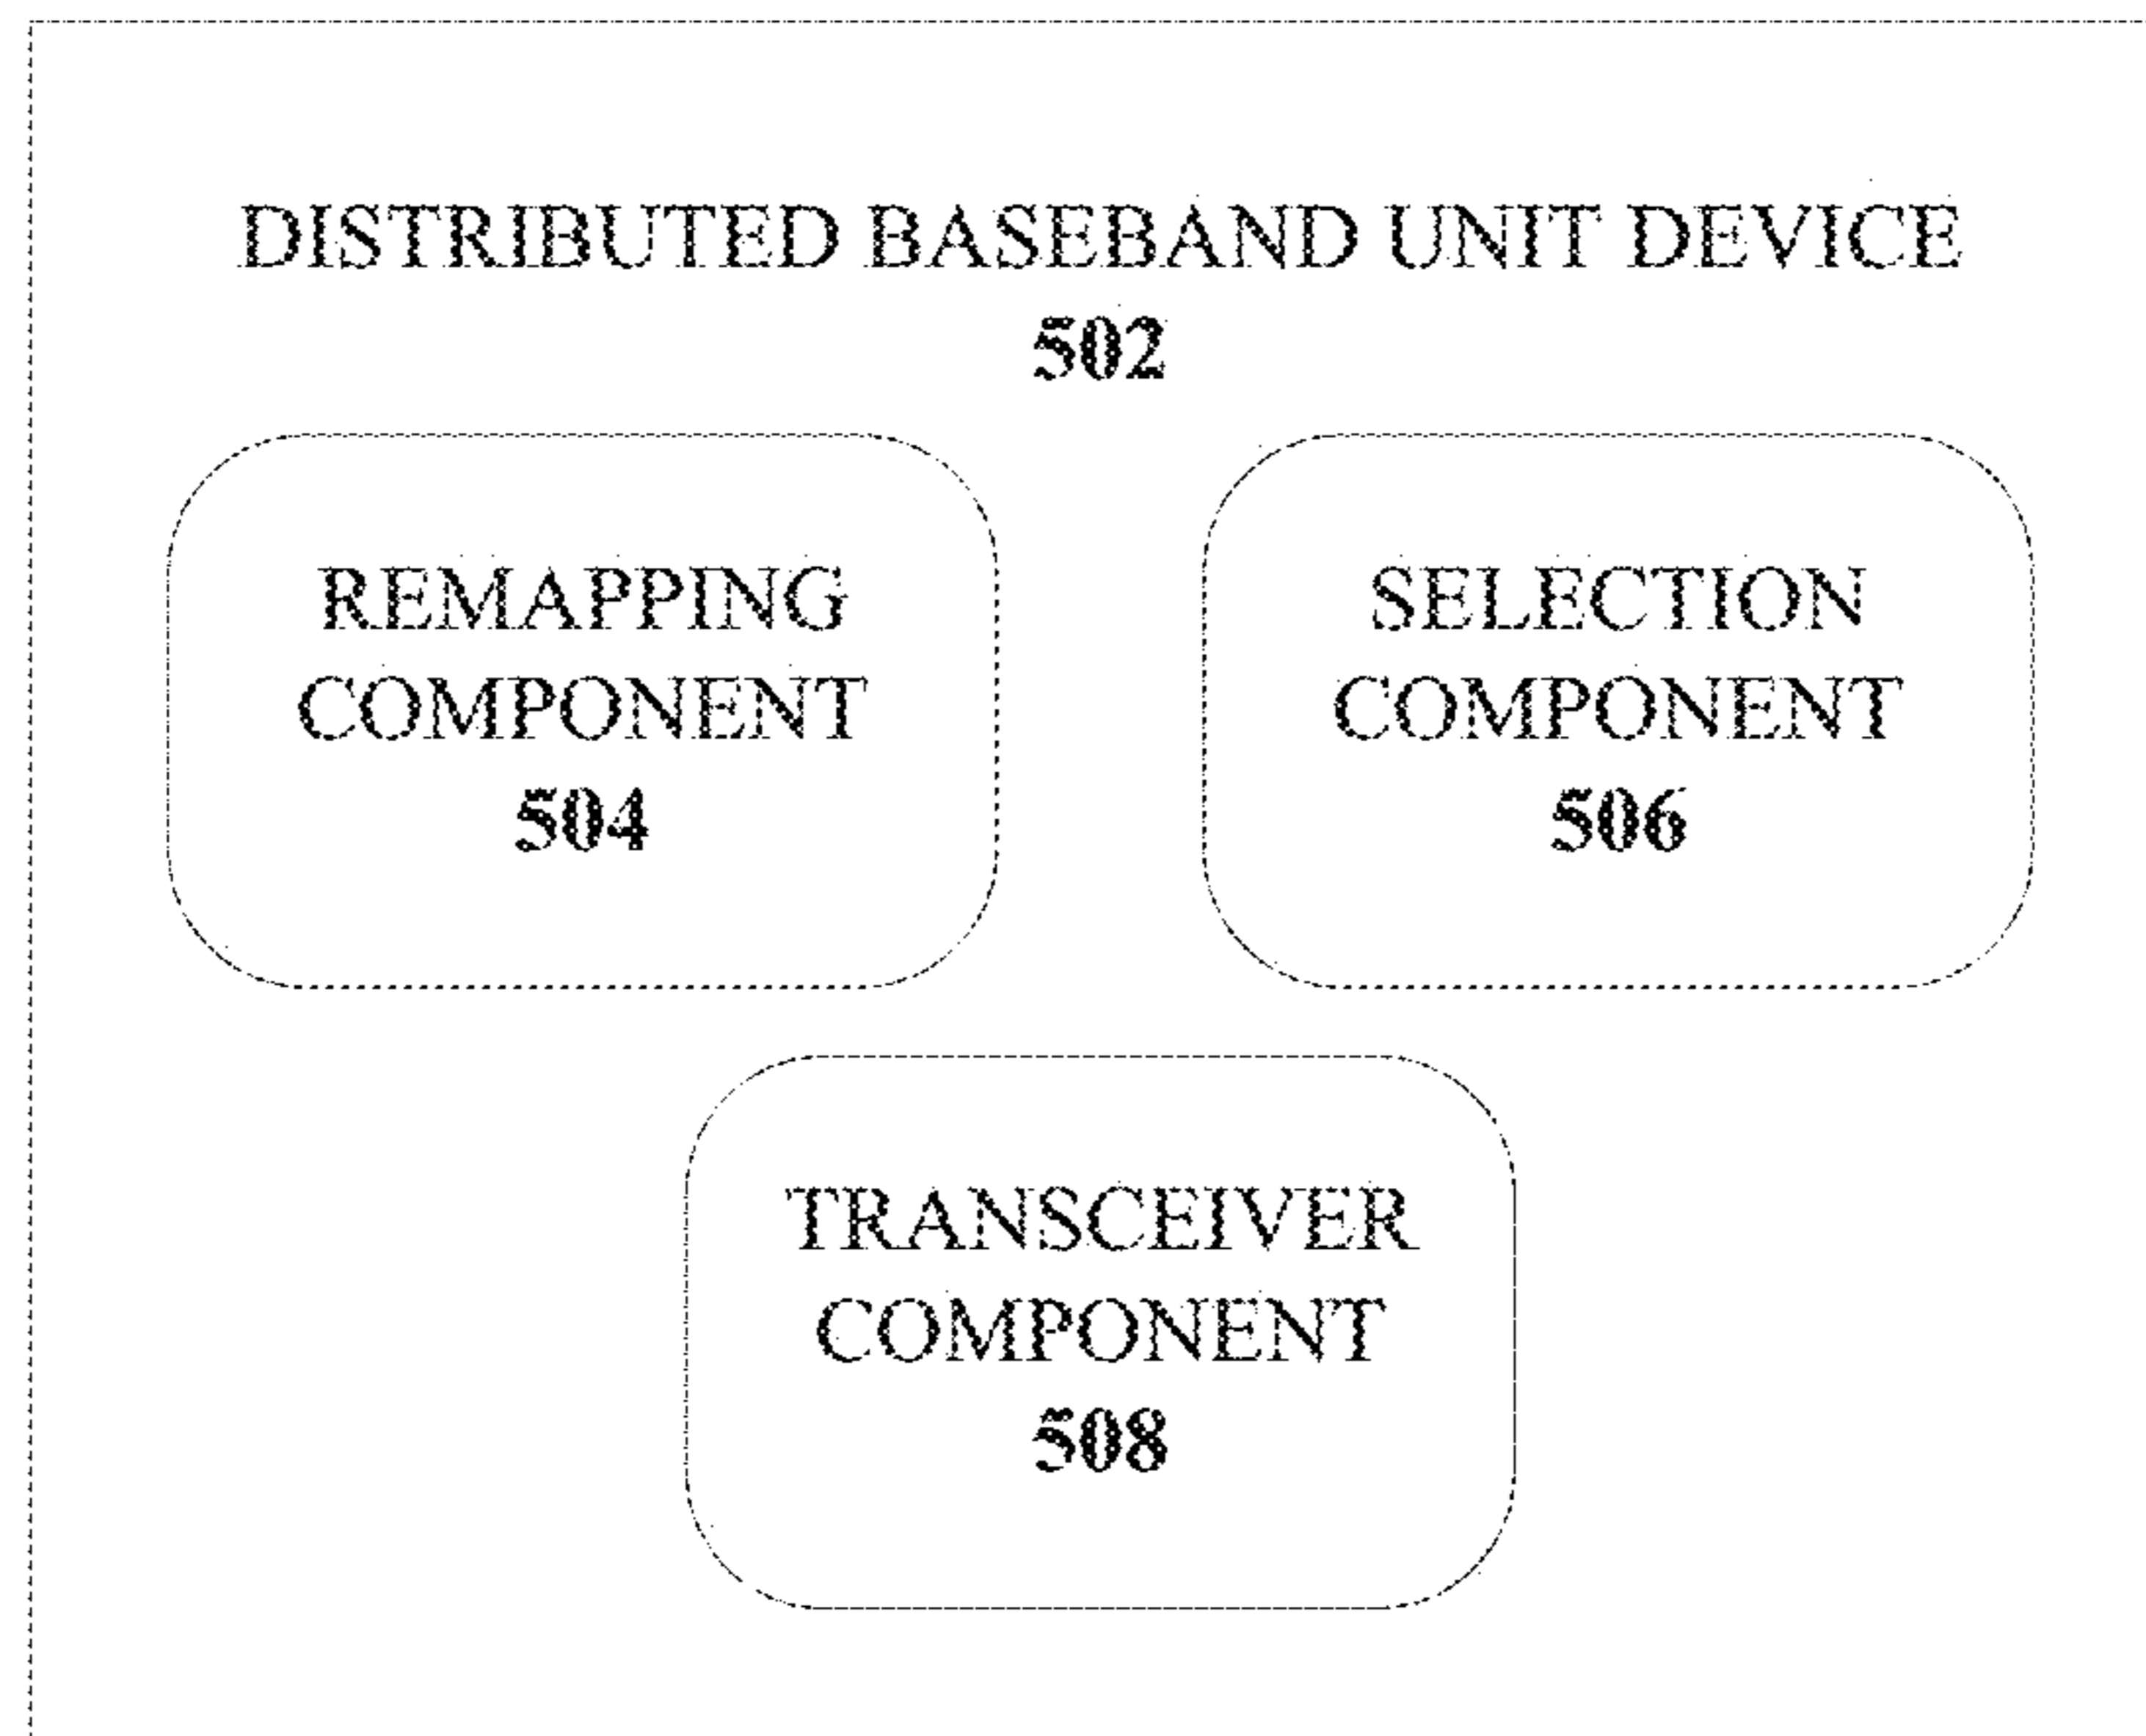 DISTRIBUTED BASEBAND UNIT DEVICE
502
REMAPPING
COMPONENT
504
SELECTION
COMPONENT
506
TRANSCEIVER
COMPONENT
508